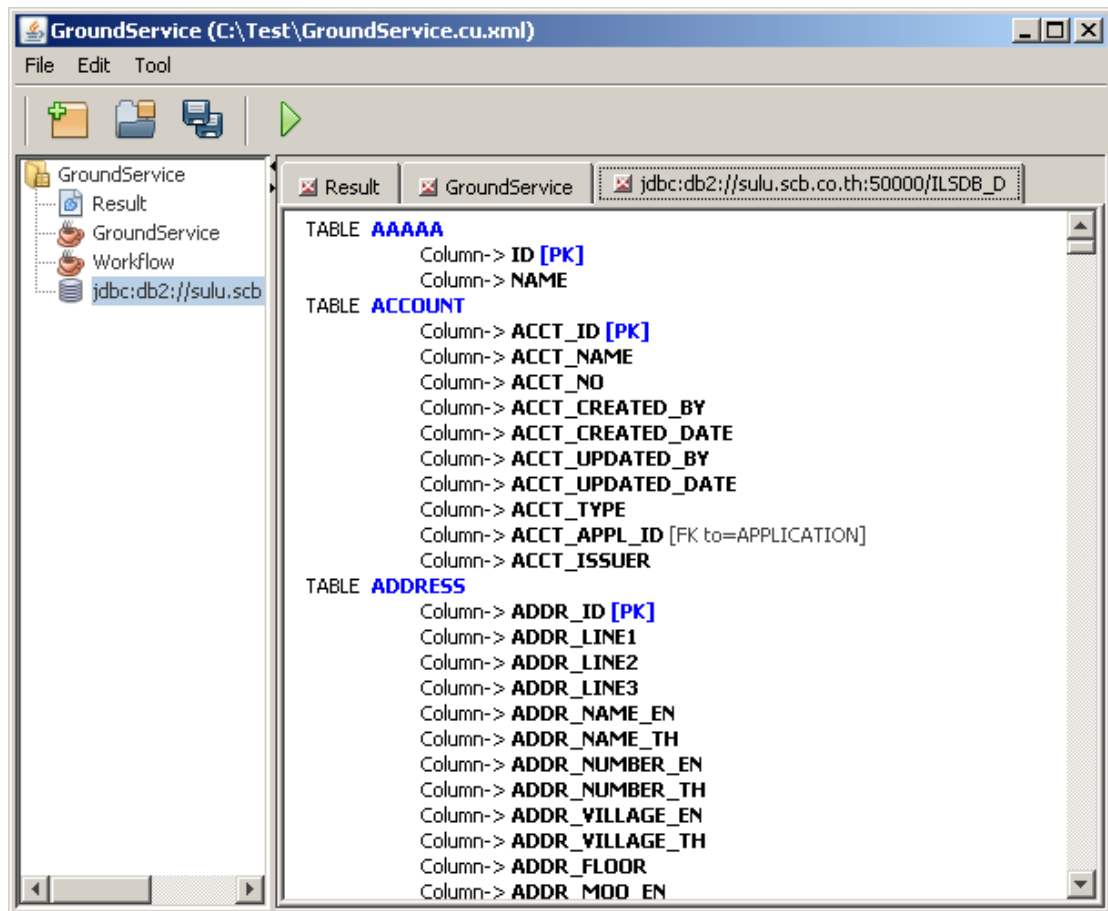 GroundService (C:\Test\GroundService.cu.xml)
File Edit Tool
GroundService
Result
GroundService
Workflow
jdbc:db2://sulu.scb
Result
GroundService
jdbc:db2://sulu.scb.co.th:50000/ILSDB_D
TABLE AAAAA
Column-> ID [PK]
Column-> NAME
TABLE ACCOUNT
Column-> ACCT_ID [PK]
Column-> ACCT_NAME
Column-> ACCT_NO
Column-> ACCT_CREATED_BY
Column-> ACCT_CREATED_DATE
Column-> ACCT_UPDATED_BY
Column-> ACCT_UPDATED_DATE
Column-> ACCT_TYPE
Column-> ACCT_APPL_ID [FK to=APPLICATION]
Column-> ACCT_ISSUER
TABLE ADDRESS
Column-> ADDR_ID [PK]
Column-> ADDR_LINE1
Column-> ADDR_LINE2
Column-> ADDR_LINE3
Column-> ADDR_NAME_EN
Column-> ADDR_NAME_TH
Column-> ADDR_NUMBER_EN
Column-> ADDR_NUMBER_TH
Column-> ADDR_VILLAGE_EN
Column-> ADDR_VILLAGE_TH
Column-> ADDR_FLOOR
Column-> ADDR_MOO_EN